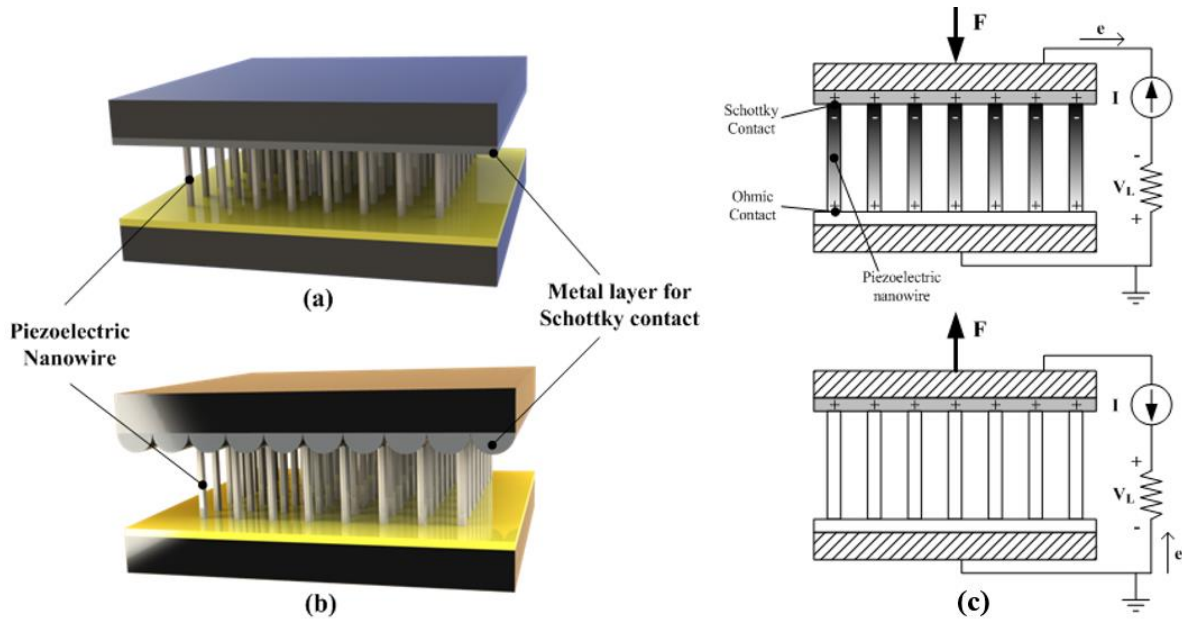 (a)
Piezoelectric
Nanowire
Metal layer for
Schottky contact
(b)
F
e
Schottky
Contact
+ + + + + + +
- - - - - - -
I
-
V_L
+
Ohmic
Contact
+ + + + + + +
Piezoelectric
nanowire
F
+ + + + + + +
I
+
V_L
-
e
(c)